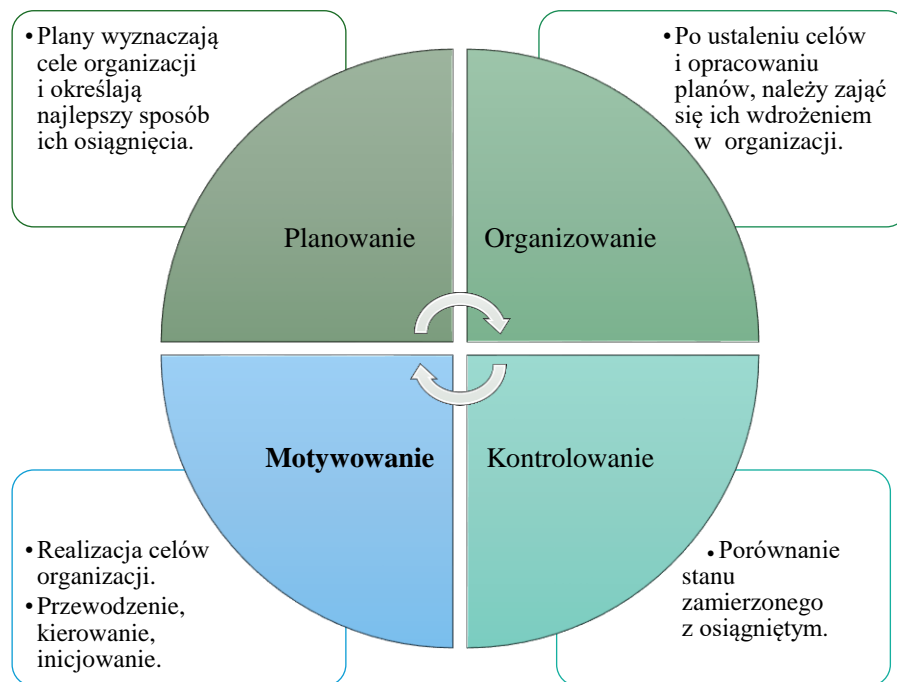 • Plany wyznaczają
cele organizacji
i określają
najlepszy sposób
ich osiągnięcia.
• Po ustaleniu celów
i opracowaniu
planów, należy zająć
się ich wdrożeniem
w organizacji.
Planowanie
Organizowanie
Motywowanie
Kontrolowanie
• Realizacja celów
organizacji.
• Przewodzenie,
kierowanie,
inicjowanie.
• Porównanie
stanu
zamierzonego
z osiągniętym.